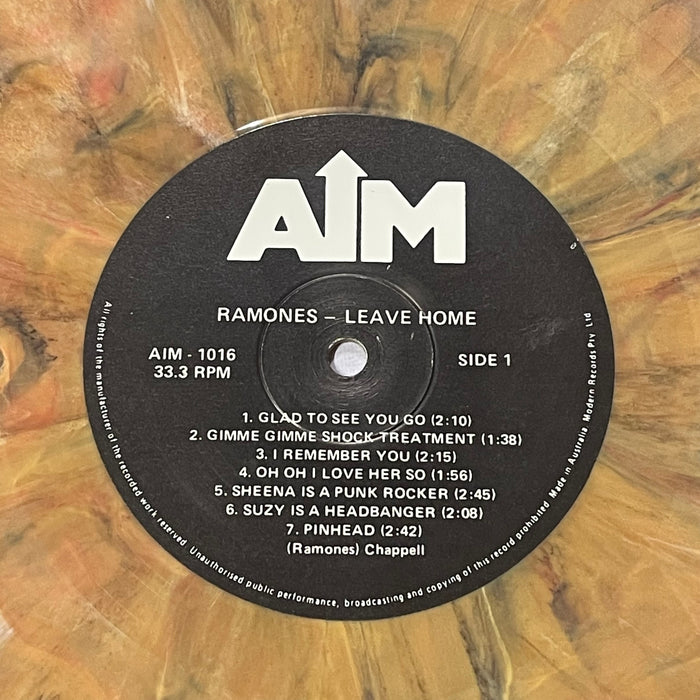 AIM
RAMONES – LEAVE HOME
AIM - 1016
33.3 RPM
SIDE 1
1. GLAD TO SEE YOU GO (2:10)
2. GIMME GIMME SHOCK TREATMENT (1:38)
3. I REMEMBER YOU (2:15)
4. OH OH I LOVE HER SO (1:56)
5. SHEENA IS A PUNK ROCKER (2:45)
6. SUZY IS A HEADBANGER (2:08)
7. PINHEAD (2:42)
(Ramones) Chappell
All rights of the manufacturer of the recorded work reserved. Unauthorised public performance, broadcasting and copying of this record prohibited. Made in Australia Modern Records Pty Ltd